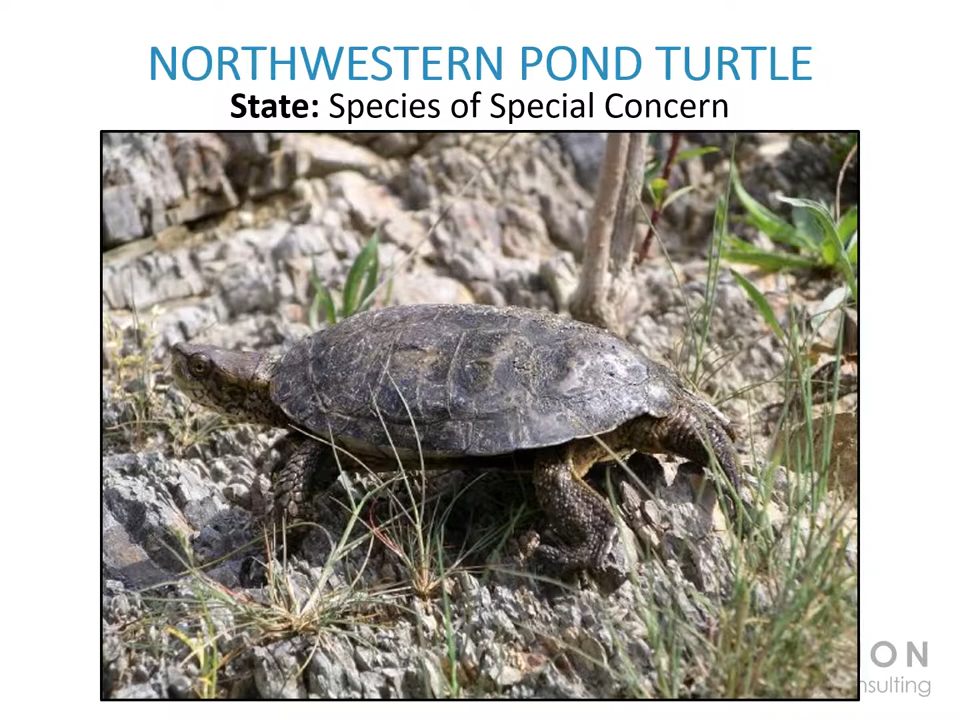 NORTHWESTERN POND TURTLE
State: Species of Special Concern
ON
nsulting